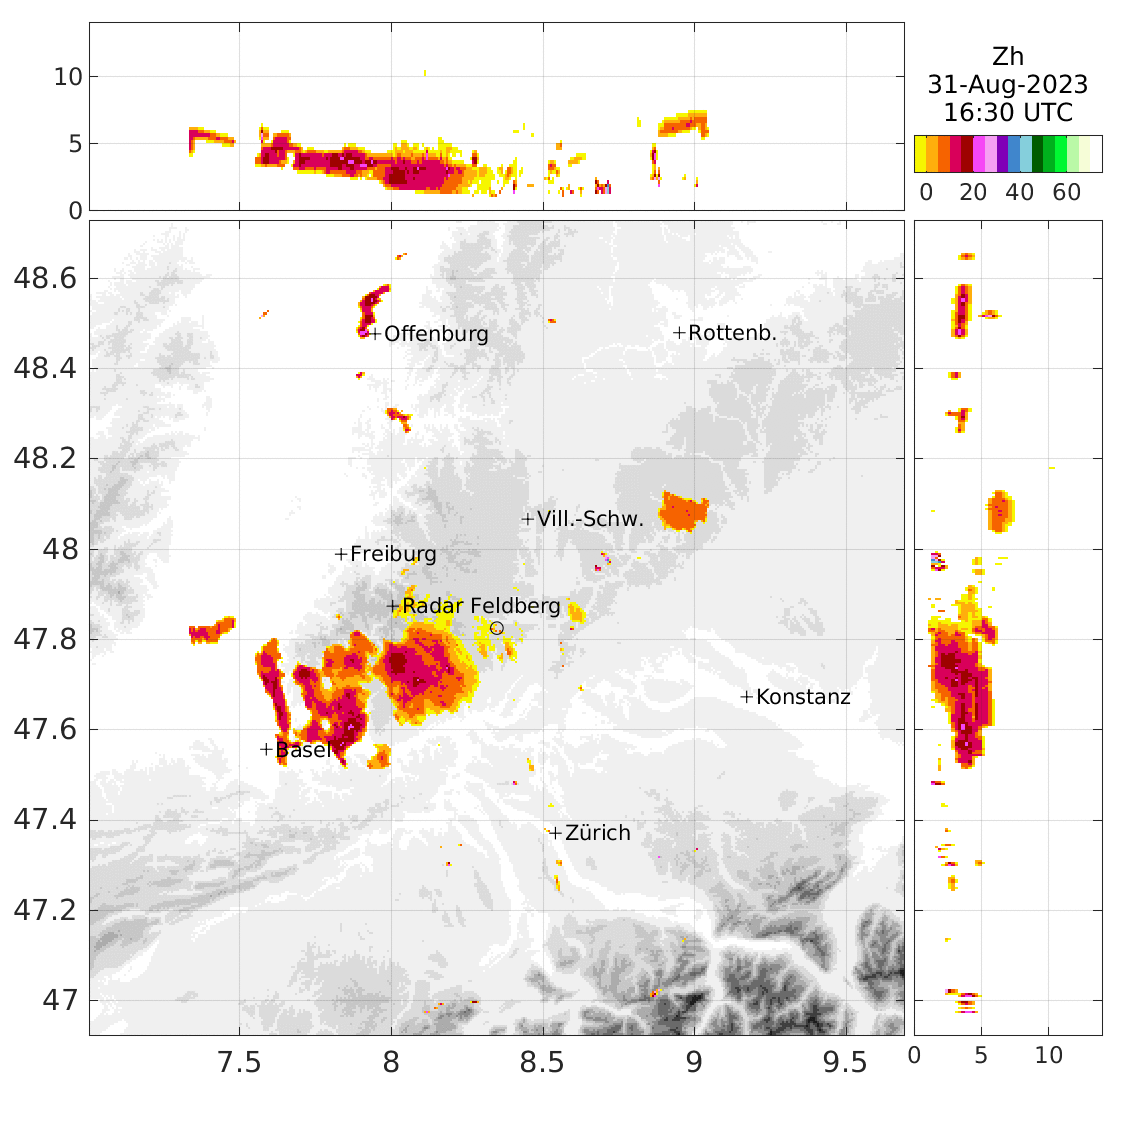 Zh
31-Aug-2023
16:30 UTC
0 20 40 60
10
5
0
48.6
48.4
48.2
48
47.8
47.6
47.4
47.2
47
Offenburg
Rottenb.
Vill.-Schw.
Freiburg
Radar Feldberg
Konstanz
Basel
Zürich
7.5 8 8.5 9 9.5
0 5 10